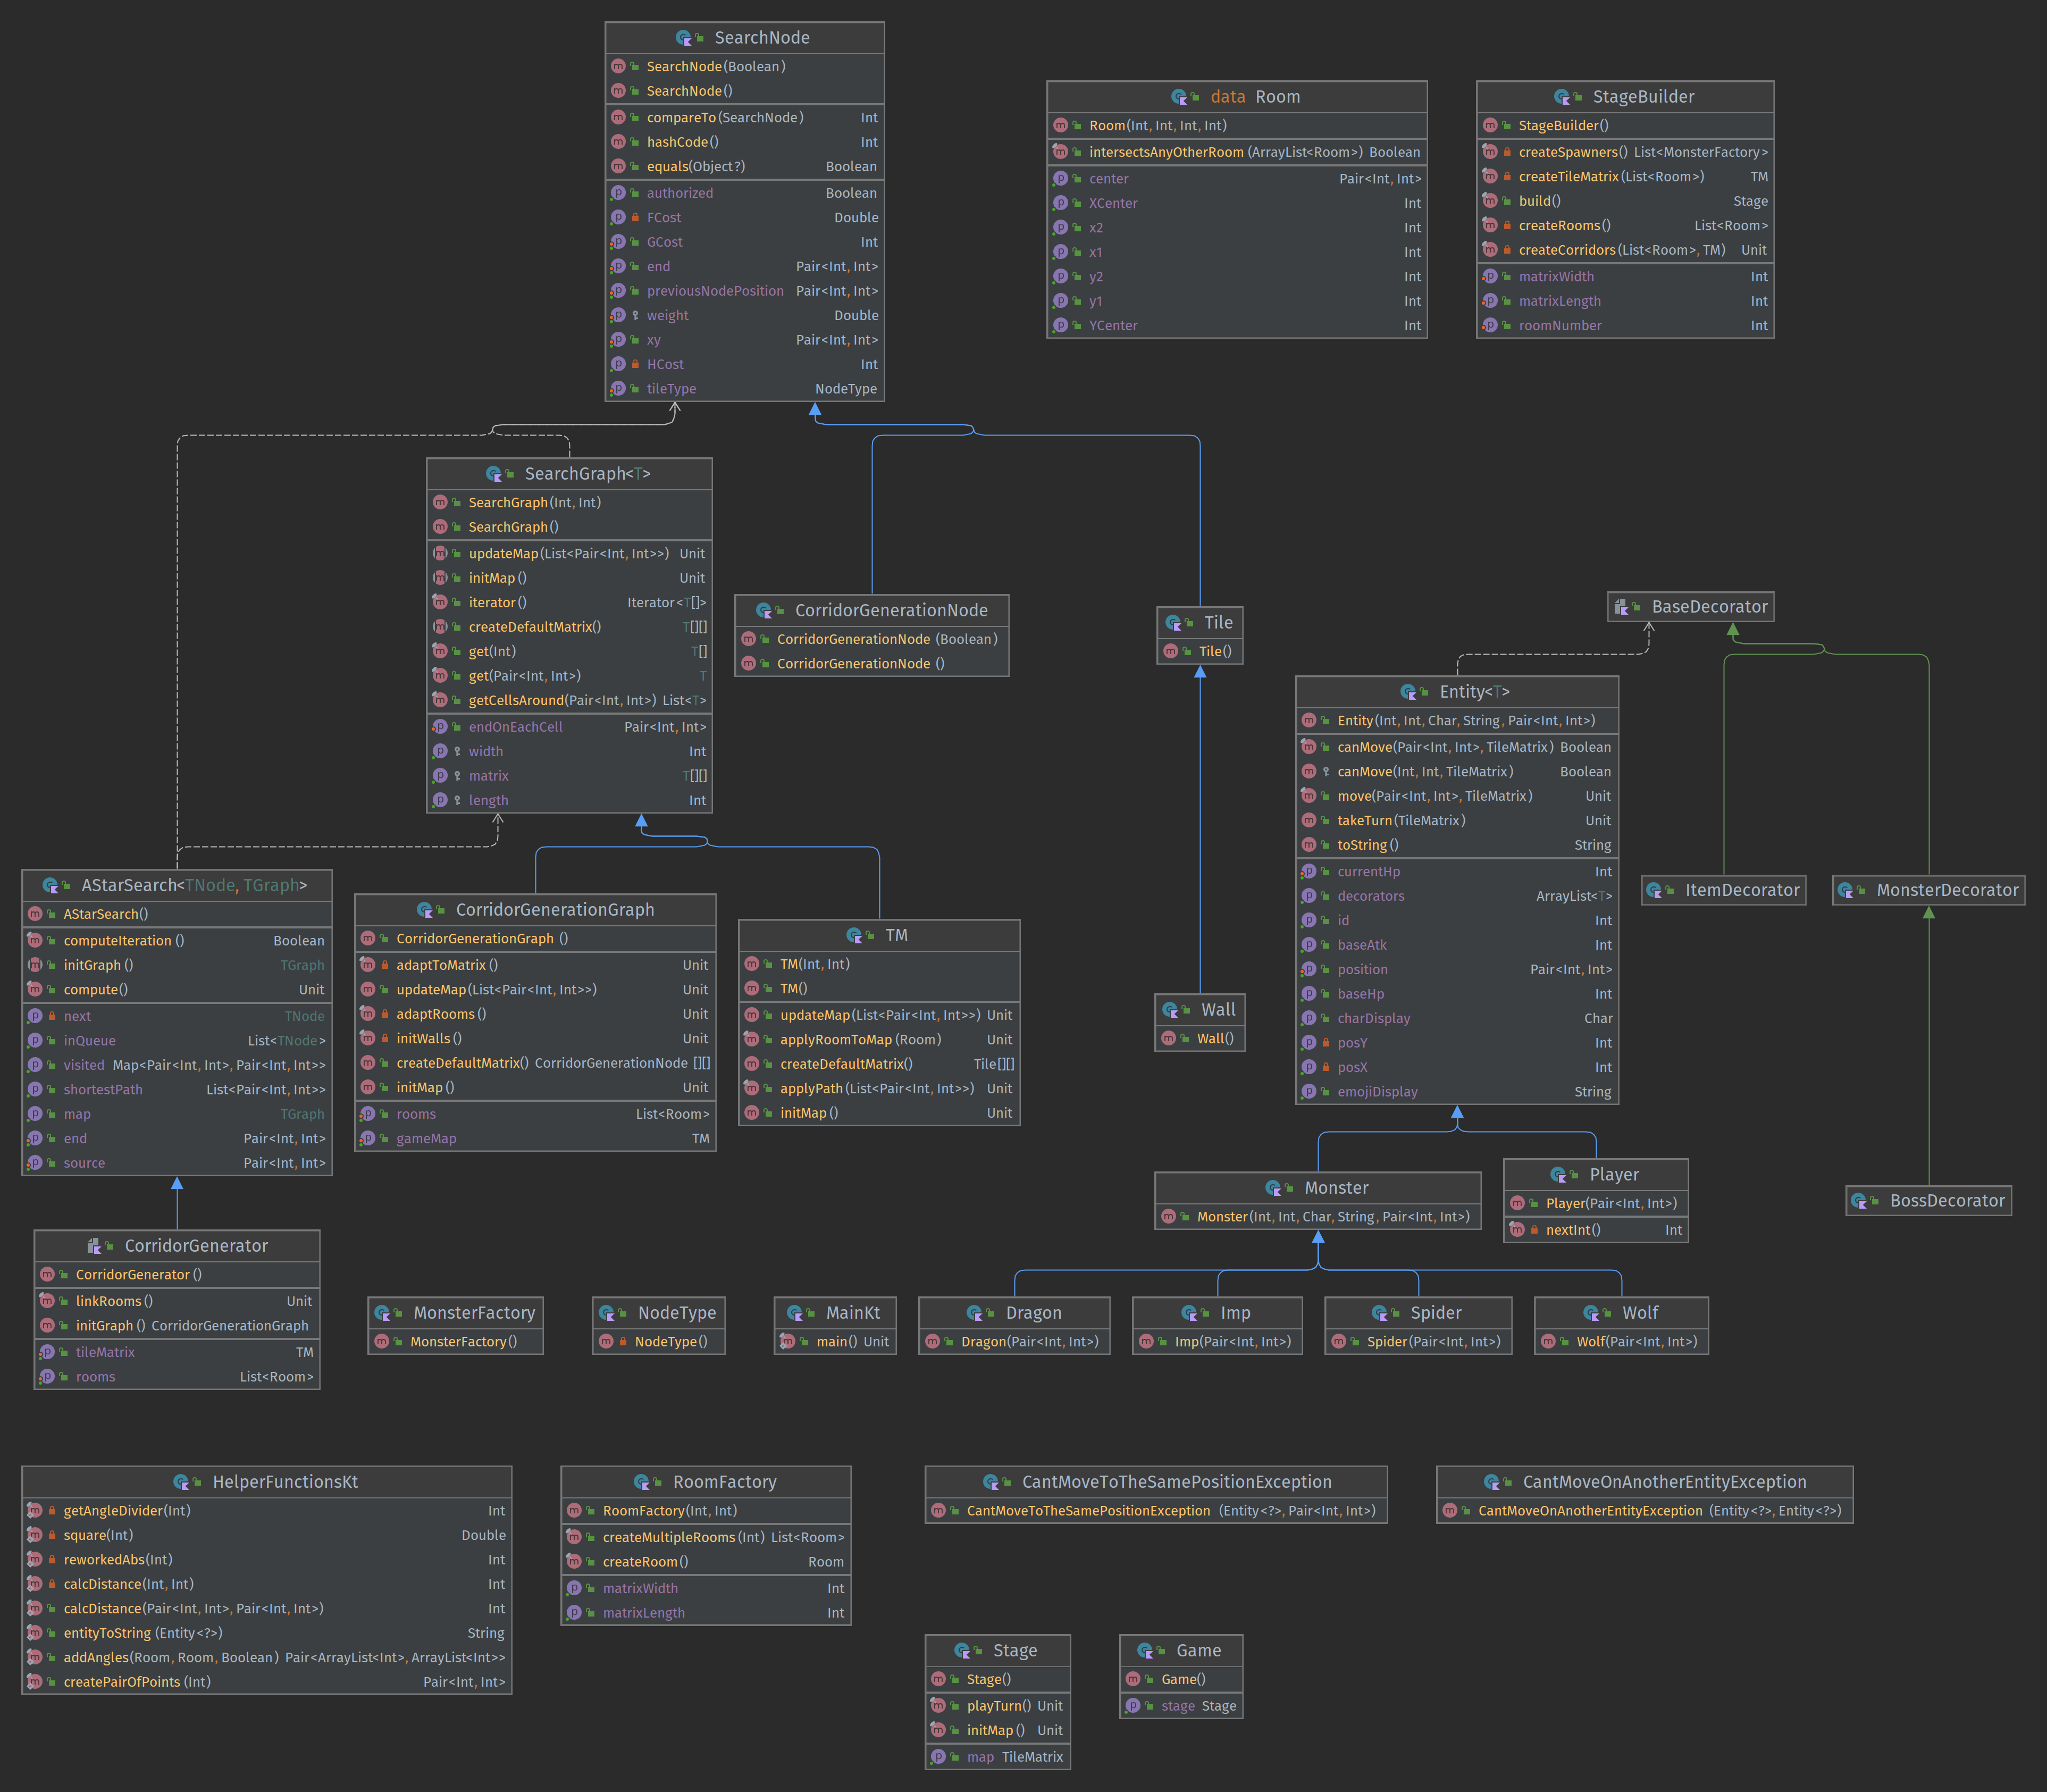 SearchNode
SearchNode(Boolean)
SearchNode()
compareTo(SearchNode) Int
hashCode() Int
equals(Object?) Boolean
authorized Boolean
FCost Double
GCost Int
end Pair<Int, Int>
previousNodePosition Pair<Int, Int>
weight Double
xy Pair<Int, Int>
HCost Int
tileType NodeType
data Room
Room(Int, Int, Int, Int)
intersectsAnyOtherRoom(ArrayList<Room>) Boolean
center Pair<Int, Int>
XCenter Int
x2 Int
x1 Int
y2 Int
y1 Int
YCenter Int
StageBuilder
StageBuilder()
createSpawners() List<MonsterFactory>
createTileMatrix(List<Room>) TM
build() Stage
createRooms() List<Room>
createCorridors(List<Room>, TM) Unit
matrixWidth Int
matrixLength Int
roomNumber Int
SearchGraph<T>
SearchGraph(Int, Int)
SearchGraph()
updateMap(List<Pair<Int, Int>>) Unit
initMap() Unit
iterator() Iterator<T[]>
createDefaultMatrix() T[][]
get(Int) T[]
get(Pair<Int, Int>) T
getCellsAround(Pair<Int, Int>) List<T>
endOnEachCell Pair<Int, Int>
width Int
matrix T[][]
length Int
CorridorGenerationNode
CorridorGenerationNode(Boolean)
CorridorGenerationNode()
Tile
Tile()
BaseDecorator
Entity<T>
Entity(Int, Int, Char, String, Pair<Int, Int>)
canMove(Pair<Int, Int>, TileMatrix) Boolean
canMove(Int, Int, TileMatrix) Boolean
move(Pair<Int, Int>, TileMatrix) Unit
takeTurn(TileMatrix) Unit
toString() String
currentHp Int
decorators ArrayList<T>
id Int
baseAtk Int
position Pair<Int, Int>
baseHp Int
charDisplay Char
posY Int
posX Int
emojiDisplay String
ItemDecorator
MonsterDecorator
AStarSearch<TNode, TGraph>
AStarSearch()
computeIteration() Boolean
initGraph() TGraph
compute() Unit
next TNode
inQueue List<TNode>
visited Map<Pair<Int, Int>, Pair<Int, Int>>
shortestPath List<Pair<Int, Int>>
map TGraph
end Pair<Int, Int>
source Pair<Int, Int>
CorridorGenerationGraph
CorridorGenerationGraph()
adaptToMatrix() Unit
updateMap(List<Pair<Int, Int>>) Unit
adaptRooms() Unit
initWalls() Unit
createDefaultMatrix() CorridorGenerationNode[][]
initMap() Unit
rooms List<Room>
gameMap TM
TM
TM(Int, Int)
TM()
updateMap(List<Pair<Int, Int>>) Unit
applyRoomToMap(Room) Unit
createDefaultMatrix() Tile[][]
applyPath(List<Pair<Int, Int>>) Unit
initMap() Unit
Wall
Wall()
Monster
Monster(Int, Int, Char, String, Pair<Int, Int>)
Player
Player(Pair<Int, Int>)
nextInt() Int
BossDecorator
CorridorGenerator
CorridorGenerator()
linkRooms() Unit
initGraph() CorridorGenerationGraph
tileMatrix TM
rooms List<Room>
MonsterFactory
MonsterFactory()
NodeType
NodeType()
MainKt
main() Unit
Dragon
Dragon(Pair<Int, Int>)
Imp
Imp(Pair<Int, Int>)
Spider
Spider(Pair<Int, Int>)
Wolf
Wolf(Pair<Int, Int>)
HelperFunctionsKt
getAngleDivider(Int) Int
square(Int) Double
reworkedAbs(Int) Int
calcDistance(Int, Int) Int
calcDistance(Pair<Int, Int>, Pair<Int, Int>) Int
entityToString(Entity<?>) String
addAngles(Room, Room, Boolean) Pair<ArrayList<Int>, ArrayList<Int>>
createPairOfPoints(Int) Pair<Int, Int>
RoomFactory
RoomFactory(Int, Int)
createMultipleRooms(Int) List<Room>
createRoom() Room
matrixWidth Int
matrixLength Int
CantMoveToTheSamePositionException
CantMoveToTheSamePositionException(Entity<?>, Pair<Int, Int>)
CantMoveOnAnotherEntityException
CantMoveOnAnotherEntityException(Entity<?>, Entity<?>)
Stage
Stage()
playTurn() Unit
initMap() Unit
map TileMatrix
Game
Game()
stage Stage